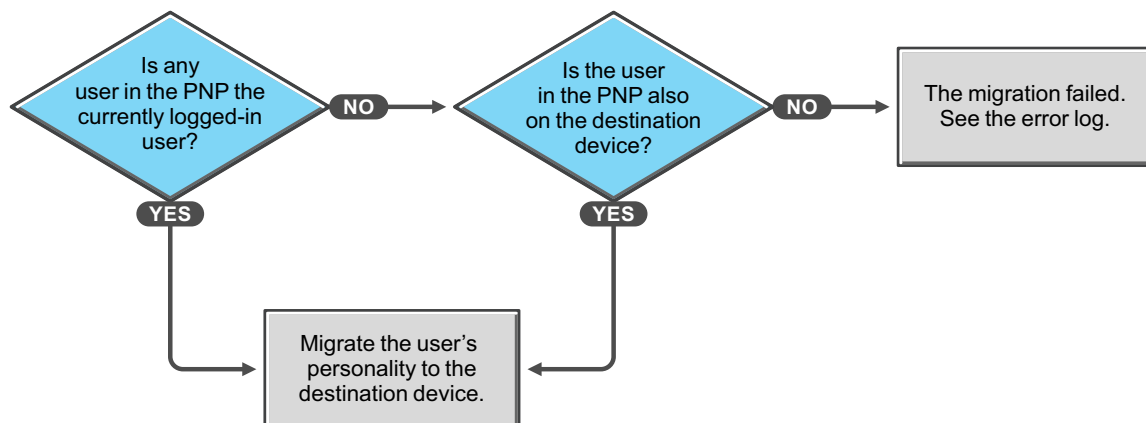 Is any
user in the PNP the
currently logged-in
user?
NO
Is the user
in the PNP also
on the destination
device?
NO
The migration failed.
See the error log.
YES
YES
Migrate the user’s
personality to the
destination device.